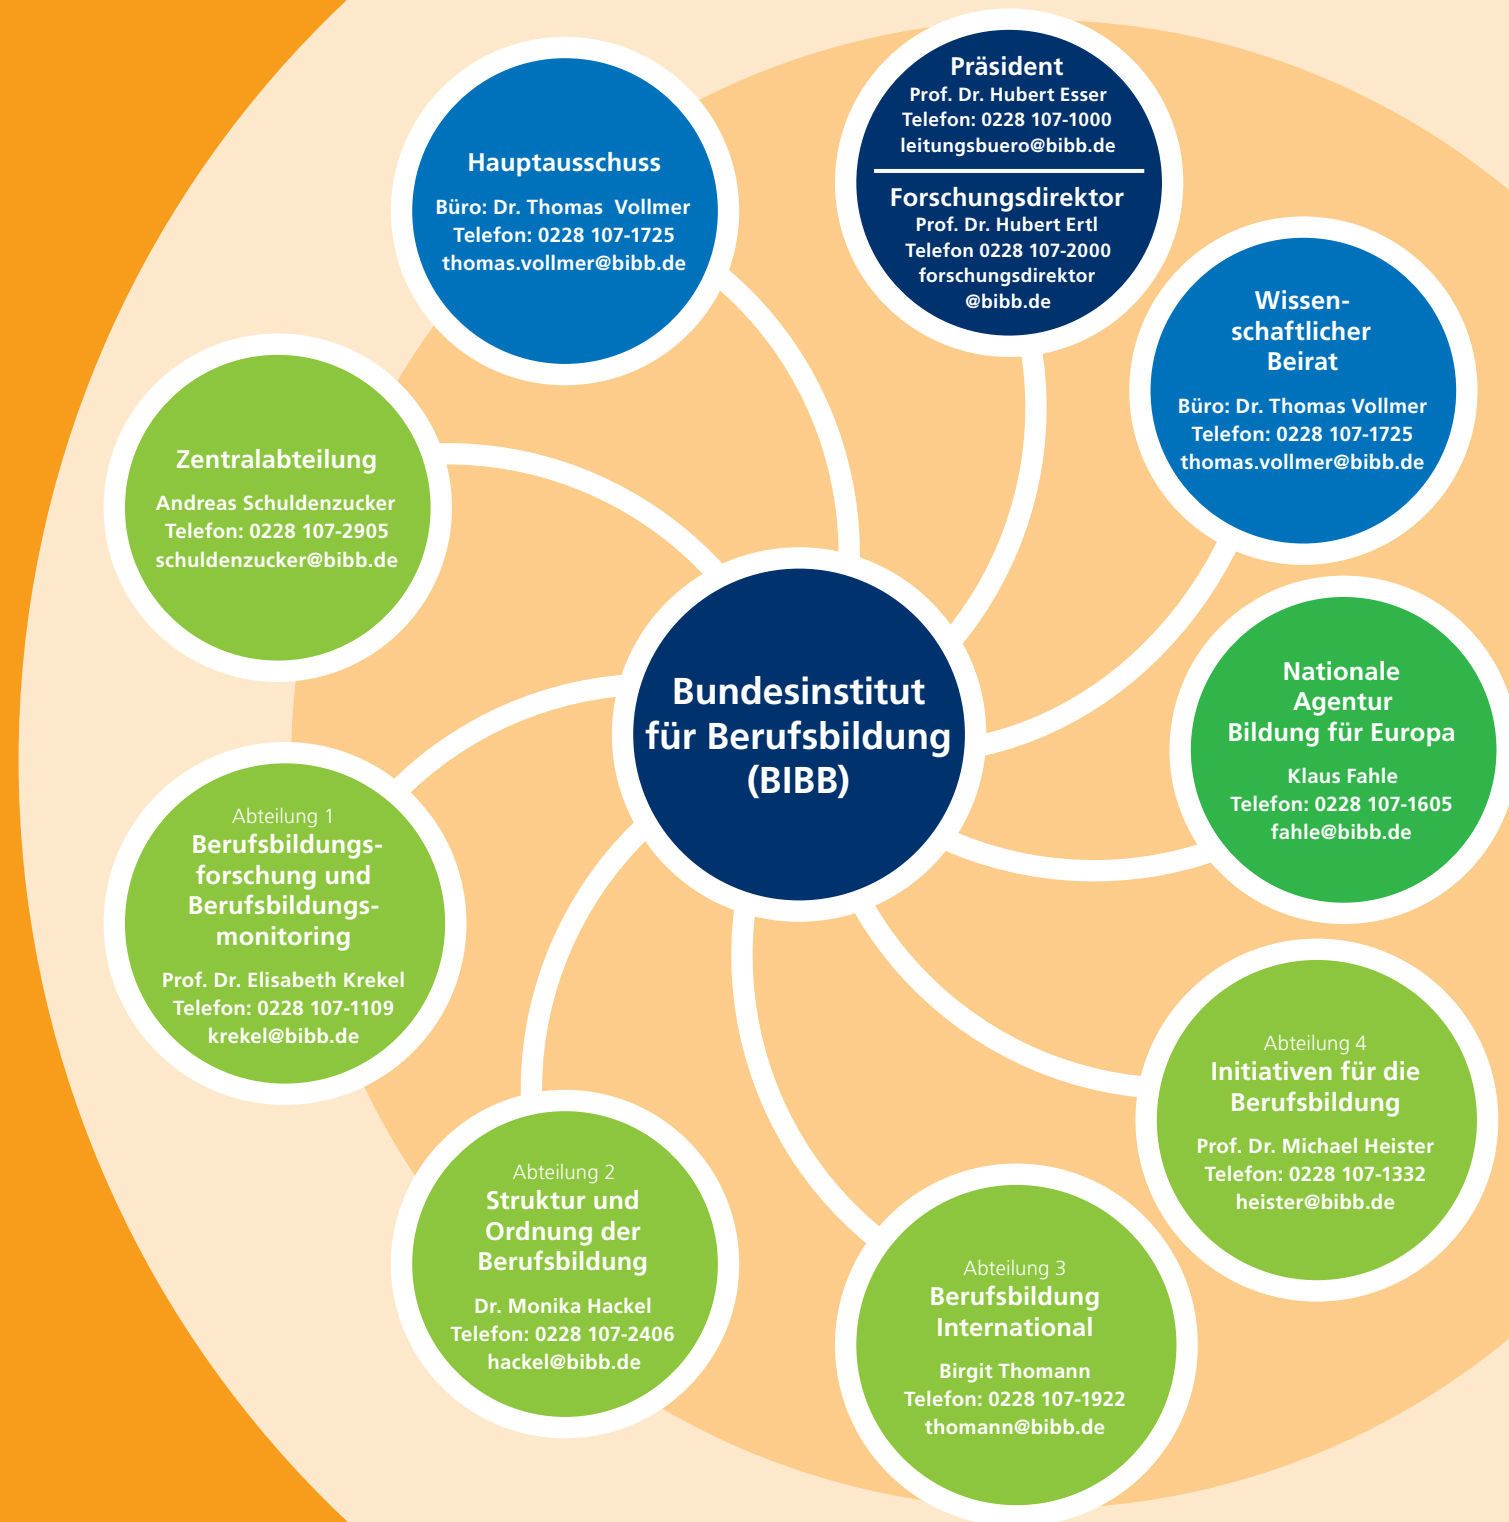 Präsident
Prof. Dr. Hubert Esser
Telefon: 0228 107-1000
leitungsbuero@bibb.de
Forschungsdirektor
Prof. Dr. Hubert Ertl
Telefon 0228 107-2000
forschungsdirektor
@bibb.de
Hauptausschuss
Büro: Dr. Thomas Vollmer
Telefon: 0228 107-1725
thomas.vollmer@bibb.de
Wissen-
schaftlicher
Beirat
Büro: Dr. Thomas Vollmer
Telefon: 0228 107-1725
thomas.vollmer@bibb.de
Zentralabteilung
Andreas Schuldenzucker
Telefon: 0228 107-2905
schuldenzucker@bibb.de
Bundesinstitut
für Berufsbildung
(BIBB)
Nationale
Agentur
Bildung für Europa
Klaus Fahle
Telefon: 0228 107-1605
fahle@bibb.de
Abteilung 1
Berufsbildungs-
forschung und
Berufsbildungs-
monitoring
Prof. Dr. Elisabeth Krekel
Telefon: 0228 107-1109
krekel@bibb.de
Abteilung 4
Initiativen für die
Berufsbildung
Prof. Dr. Michael Heister
Telefon: 0228 107-1332
heister@bibb.de
Abteilung 2
Struktur und
Ordnung der
Berufsbildung
Dr. Monika Hackel
Telefon: 0228 107-2406
hackel@bibb.de
Abteilung 3
Berufsbildung
International
Birgit Thomann
Telefon: 0228 107-1922
thomann@bibb.de